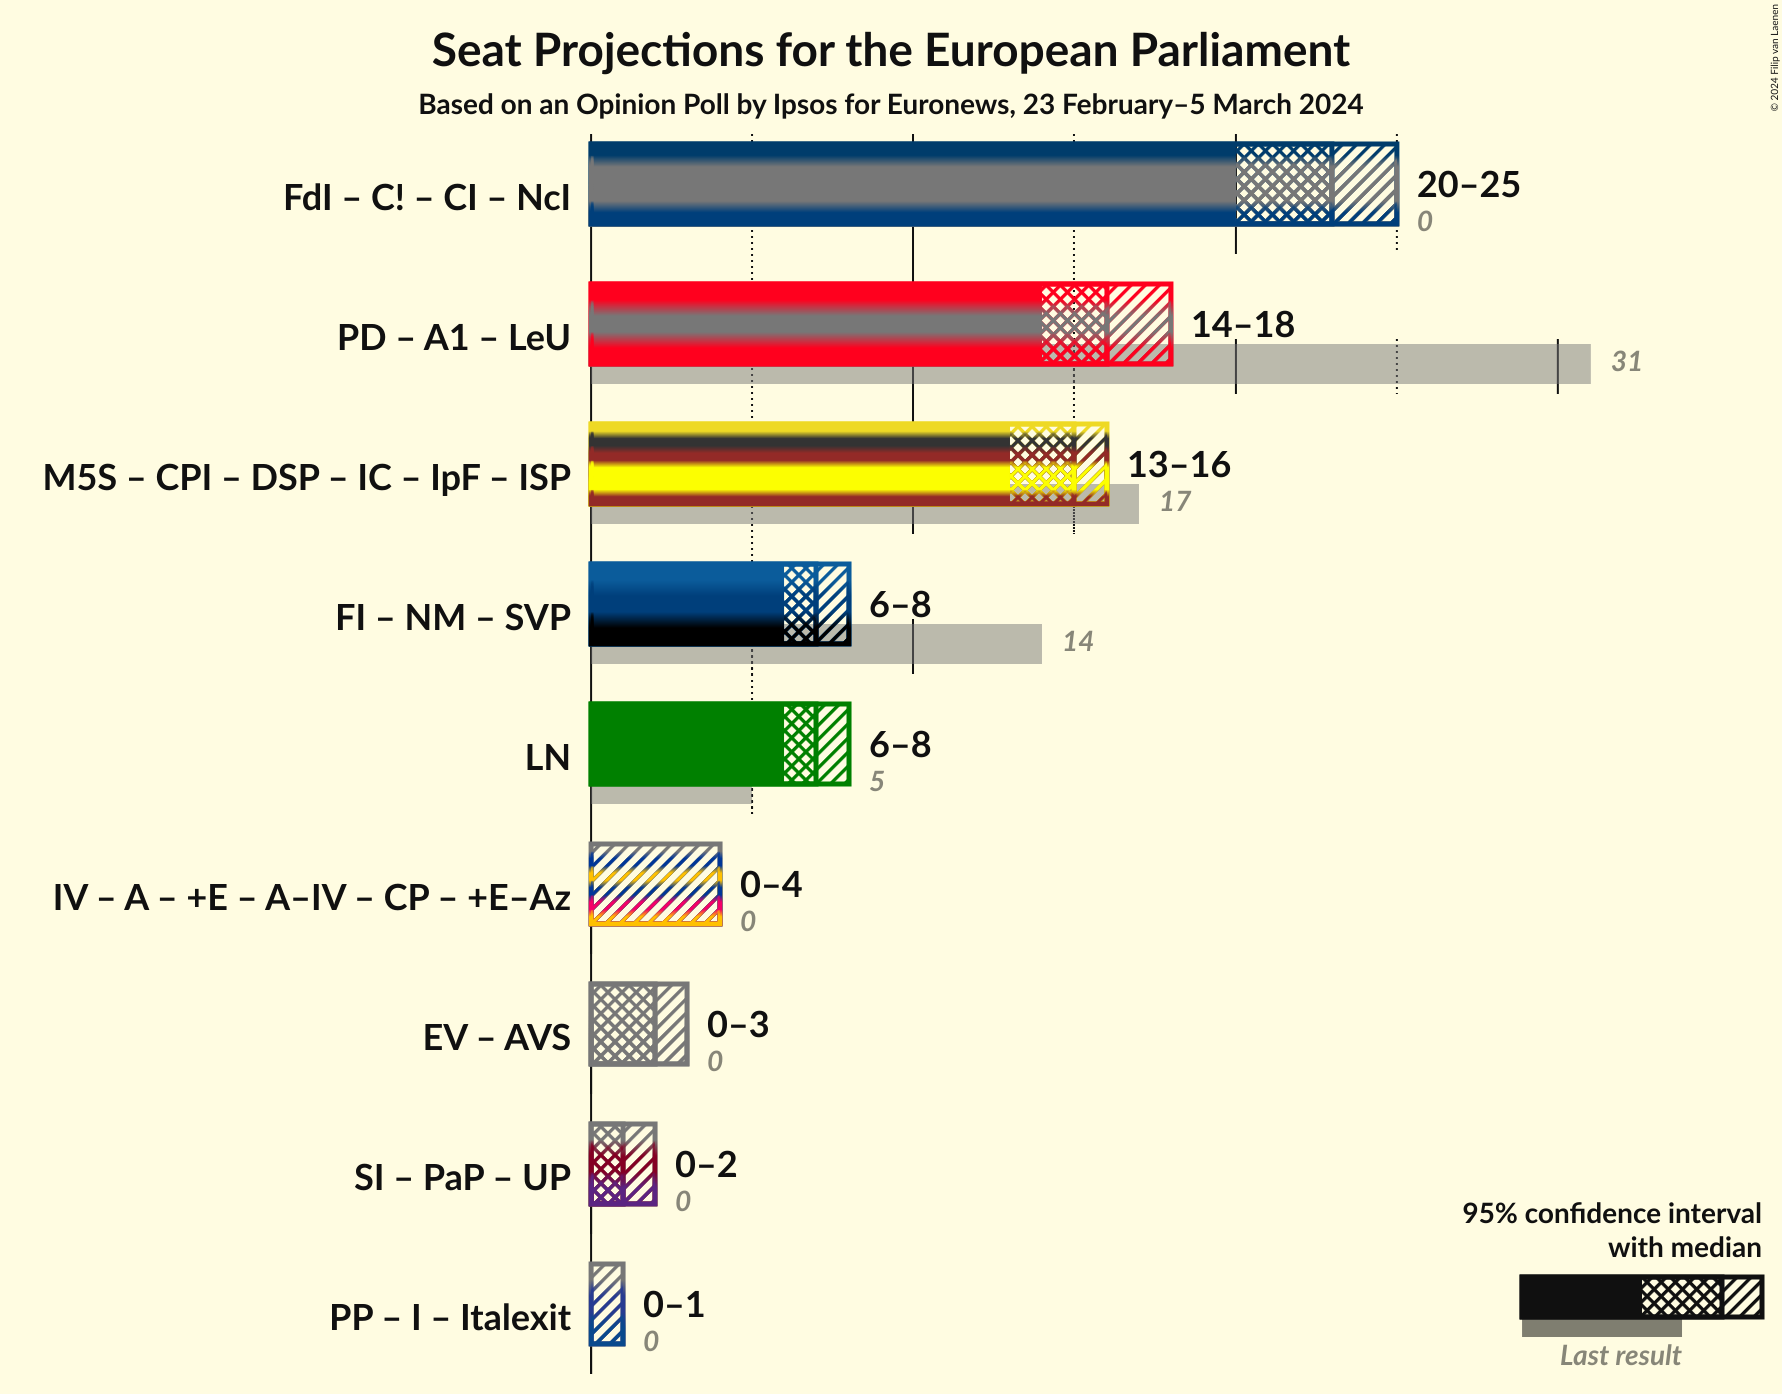 Seat Projections for the European Parliament
Based on an Opinion Poll by Ipsos for Euronews, 23 February–5 March 2024
© 2024 Filip van Laenen
FdI – C! – CI – NcI
20–25
0
PD – A1 – LeU
14–18
31
M5S – CPI – DSP – IC – IpF – ISP
13–16
17
FI – NM – SVP
6–8
14
LN
6–8
5
IV – A – +E – A–IV – CP – +E–Az
0–4
0
EV – AVS
0–3
0
SI – PaP – UP
0–2
0
PP – I – Italexit
0–1
0
95% confidence interval
with median
Last result